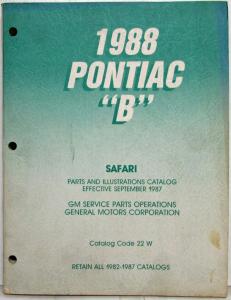 1988
PONTIAC
"B"
SAFARI
PARTS AND ILLUSTRATIONS CATALOG
EFFECTIVE SEPTEMBER 1987
GM SERVICE PARTS OPERATIONS
GENERAL MOTORS CORPORATION
Catalog Code 22 W
RETAIN ALL 1982-1987 CATALOGS